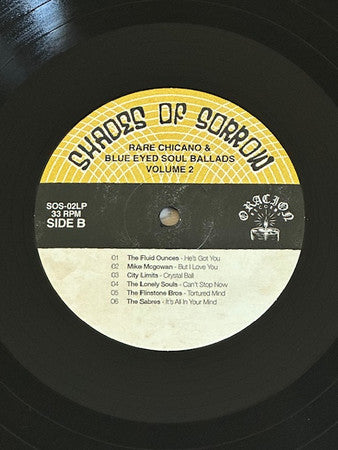 SHADES OF SORROW
RARE CHICANO &
BLUE EYED SOUL BALLADS
VOLUME 2
SOS-02LP
33 RPM
SIDE B
ORACION
01 The Fluid Ounces - He's Got You
02 Mike Mcgowan - But I Love You
03 City Limits - Crystal Ball
04 The Lonely Souls - Can't Stop Now
05 The Flinstone Bros - Tortured Mind
06 The Sabres - It's All In Your Mind